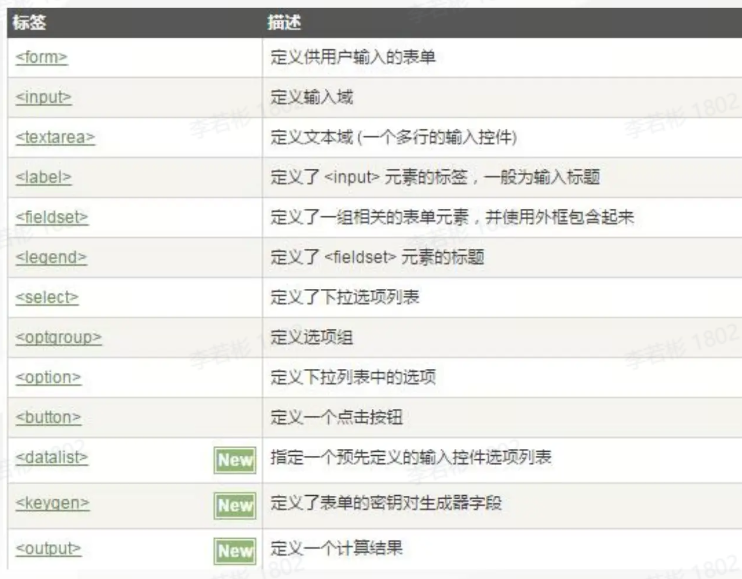 标签 描述
<form> 定义供用户输入的表单
<input> 定义输入域
<textarea> 定义文本域 (一个多行的输入控件)
<label> 定义了 <input> 元素的标签，一般为输入标题
<fieldset> 定义了一组相关的表单元素，并使用外框包含起来
<legend> 定义了 <fieldset> 元素的标题
<select> 定义了下拉选项列表
<optgroup> 定义选项组
<option> 定义下拉列表中的选项
<button> 定义一个点击按钮
<datalist> New 指定一个预先定义的输入控件选项列表
<keygen> New 定义了表单的密钥对生成器字段
<output> New 定义一个计算结果
李若彬 1802